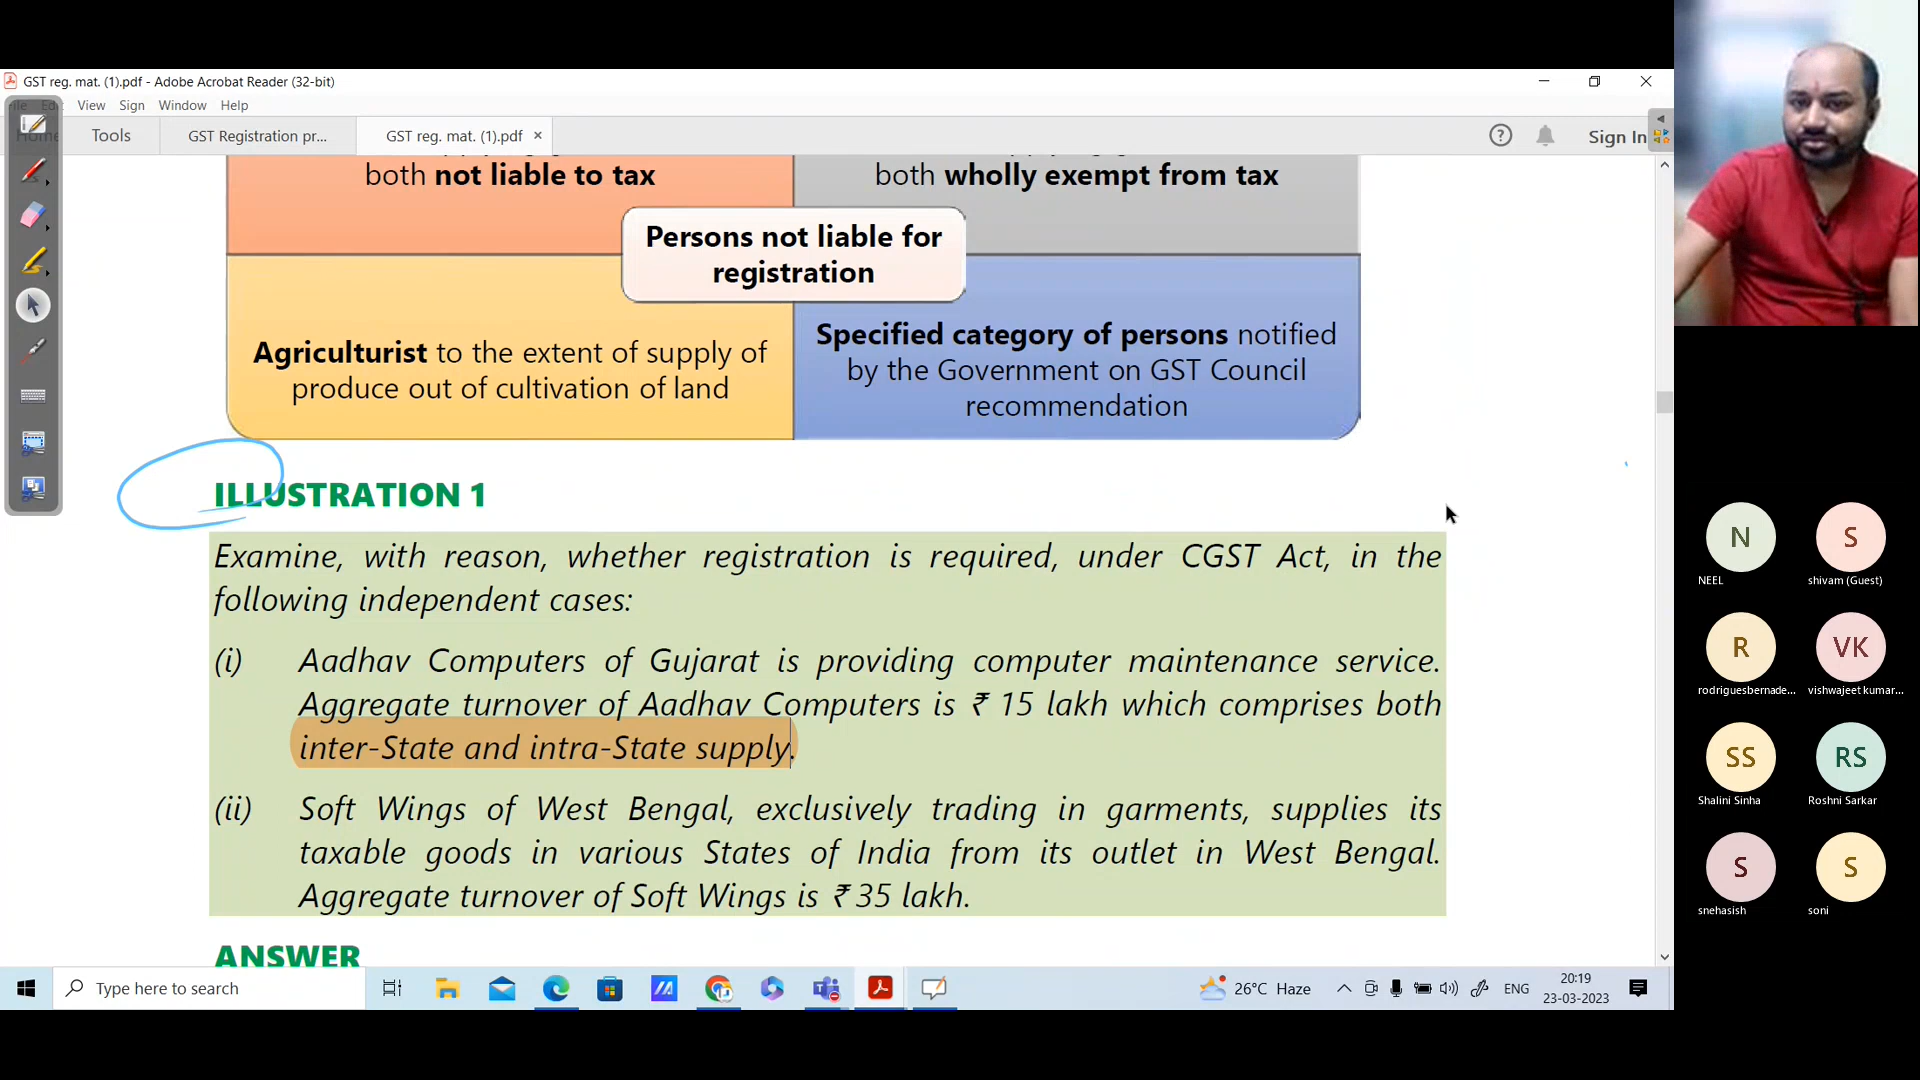 GST reg. mat. (1).pdf - Adobe Acrobat Reader (32-bit)
View Sign Window Help
Home Tools GST Registration pr... GST reg. mat. (1).pdf × Sign In
both not liable to tax
both wholly exempt from tax
Persons not liable for
registration
Agriculturist to the extent of supply of
produce out of cultivation of land
Specified category of persons notified
by the Government on GST Council
recommendation
ILLUSTRATION 1
Examine, with reason, whether registration is required, under CGST Act, in the
following independent cases:
(i) Aadhav Computers of Gujarat is providing computer maintenance service.
Aggregate turnover of Aadhav Computers is ₹ 15 lakh which comprises both
inter-State and intra-State supply.
(ii) Soft Wings of West Bengal, exclusively trading in garments, supplies its
taxable goods in various States of India from its outlet in West Bengal.
Aggregate turnover of Soft Wings is ₹ 35 lakh.
ANSWER
N S
NEEL shivam (Guest)
R VK
rodriguesbernade... vishwajeet kumar...
SS RS
Shalini Sinha Roshni Sarkar
S S
snehasish soni
Type here to search
26°C Haze ENG
20:19
23-03-2023